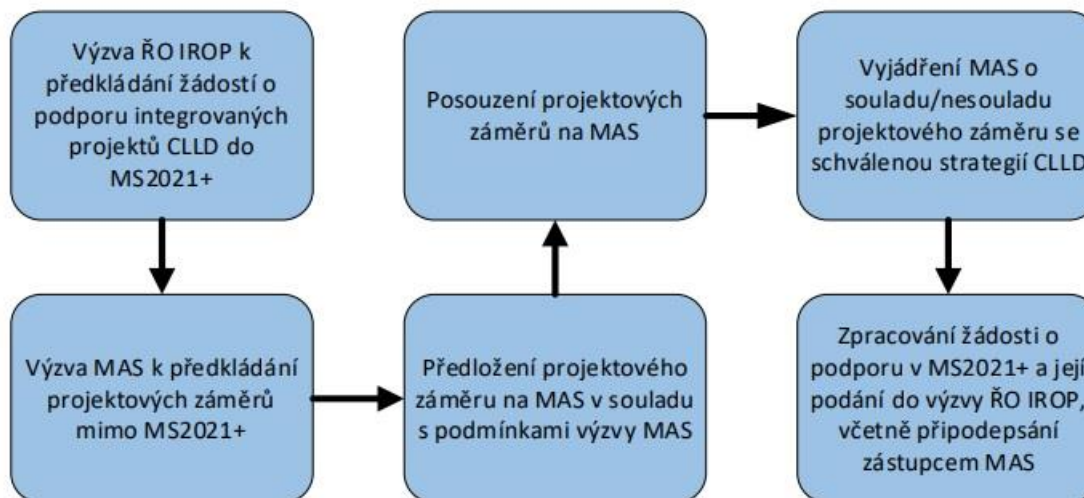 Výzva ŘO IROP k
předkládání žádostí o
podporu integrovaných
projektů CLLD do
MS2021+
Výzva MAS k předkládání
projektových záměrů
mimo MS2021+
Předložení projektového
záměru na MAS v souladu
s podmínkami výzvy MAS
Posouzení projektových
záměrů na MAS
Vyjádření MAS o
souladu/nesouladu
projektového záměru se
schválenou strategií CLLD
Zpracování žádosti o
podporu v MS2021+ a její
podání do výzvy ŘO IROP,
včetně připodepsání
zástupcem MAS